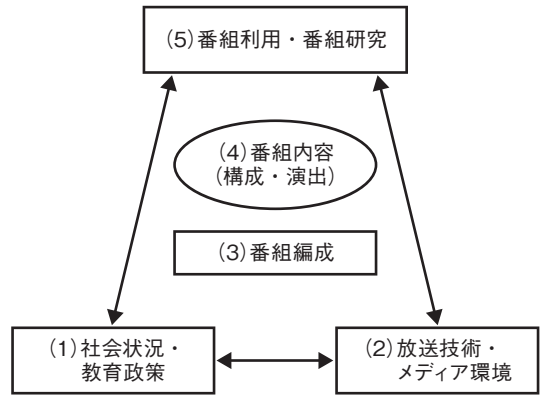 (5)番組利用・番組研究
(4)番組内容
(構成・演出)
(3)番組編成
(1)社会状況・
教育政策
(2)放送技術・
メディア環境